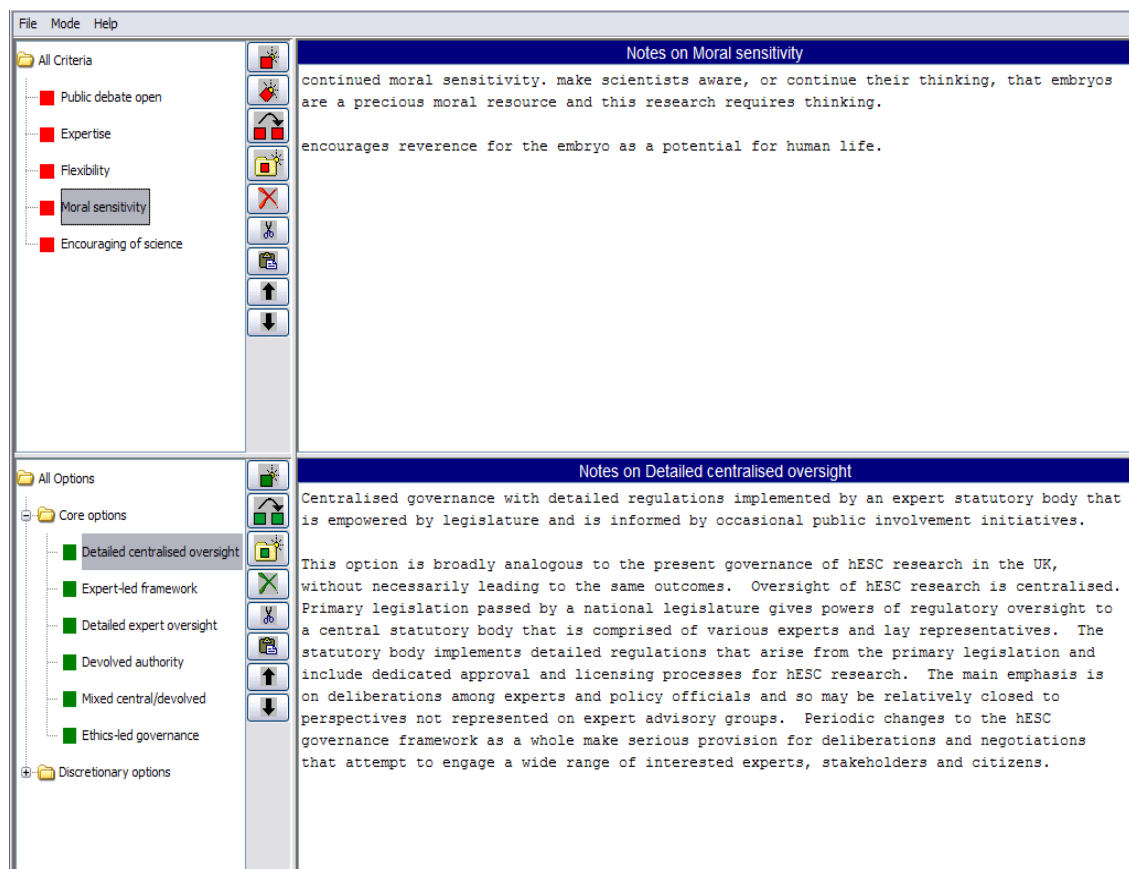 File Mode Help
All Criteria
Public debate open
Expertise
Flexibility
Moral sensitivity
Encouraging of science
Notes on Moral sensitivity
continued moral sensitivity. make scientists aware, or continue their thinking, that embryos
are a precious moral resource and this research requires thinking.
encourages reverence for the embryo as a potential for human life.
All Options
Core options
Detailed centralised oversight
Expert-led framework
Detailed expert oversight
Devolved authority
Mixed central/devolved
Ethics-led governance
Discretionary options
Notes on Detailed centralised oversight
Centralised governance with detailed regulations implemented by an expert statutory body that
is empowered by legislature and is informed by occasional public involvement initiatives.
This option is broadly analogous to the present governance of hESC research in the UK,
without necessarily leading to the same outcomes. Oversight of hESC research is centralised.
Primary legislation passed by a national legislature gives powers of regulatory oversight to
a central statutory body that is comprised of various experts and lay representatives. The
statutory body implements detailed regulations that arise from the primary legislation and
include dedicated approval and licensing processes for hESC research. The main emphasis is
on deliberations among experts and policy officials and so may be relatively closed to
perspectives not represented on expert advisory groups. Periodic changes to the hESC
governance framework as a whole make serious provision for deliberations and negotiations
that attempt to engage a wide range of interested experts, stakeholders and citizens.